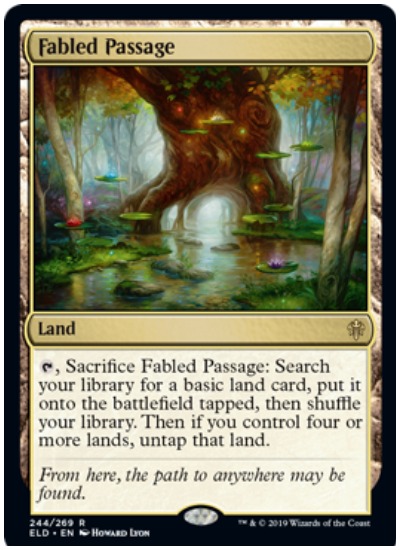 Fabled Passage
Land
, Sacrifice Fabled Passage: Search
your library for a basic land card, put it
onto the battlefield tapped, then shuffle
your library. Then if you control four or
more lands, untap that land.
From here, the path to anywhere may be
found.
244/269 R
ELD • EN Howard Lyon
™ & © 2019 Wizards of the Coast